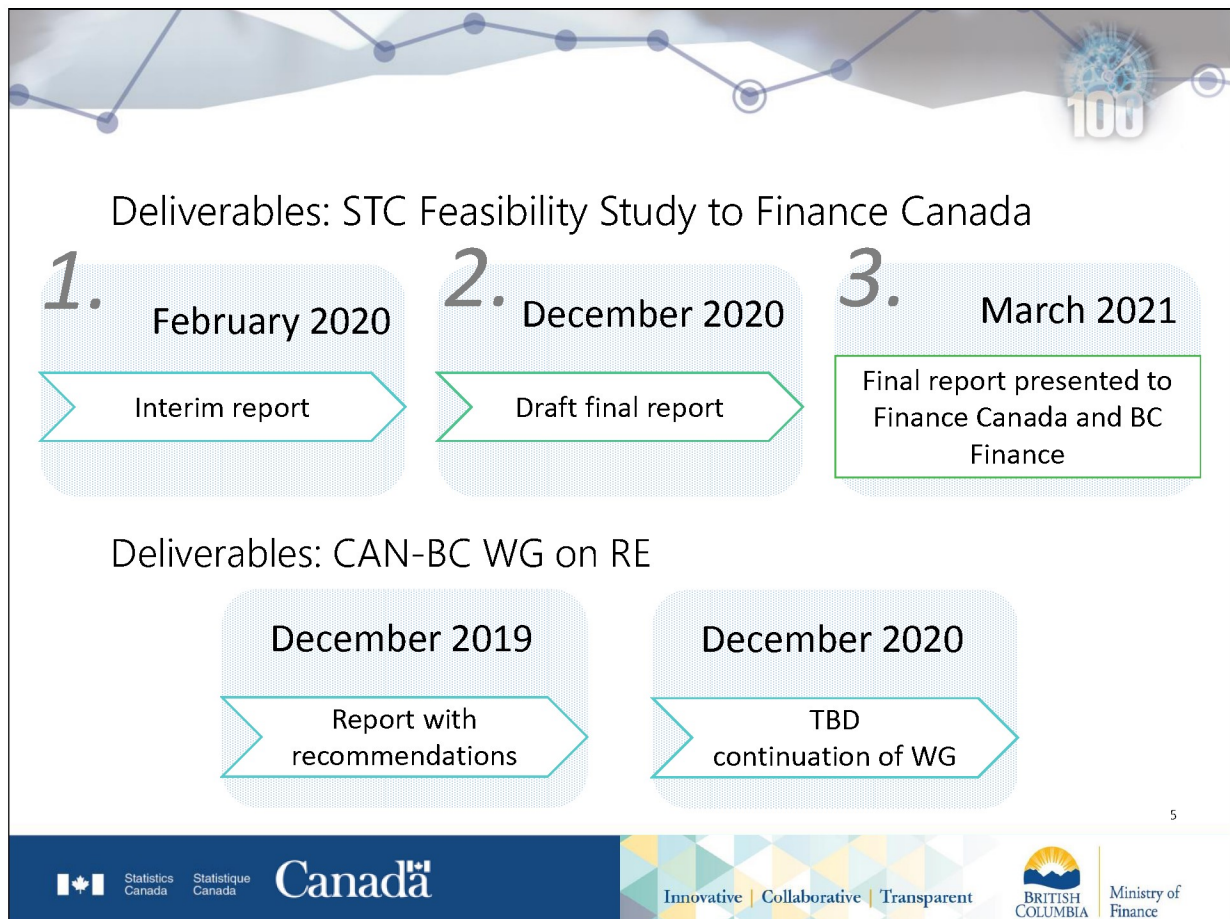 100
Deliverables: STC Feasibility Study to Finance Canada
1.
February 2020
Interim report
2.
December 2020
Draft final report
3.
March 2021
Final report presented to
Finance Canada and BC
Finance
Deliverables: CAN-BC WG on RE
December 2019
Report with
recommendations
December 2020
TBD
continuation of WG
5
Statistics
Canada
Statistique
Canada
Canada
Innovative | Collaborative | Transparent
BRITISH
COLUMBIA
Ministry of
Finance